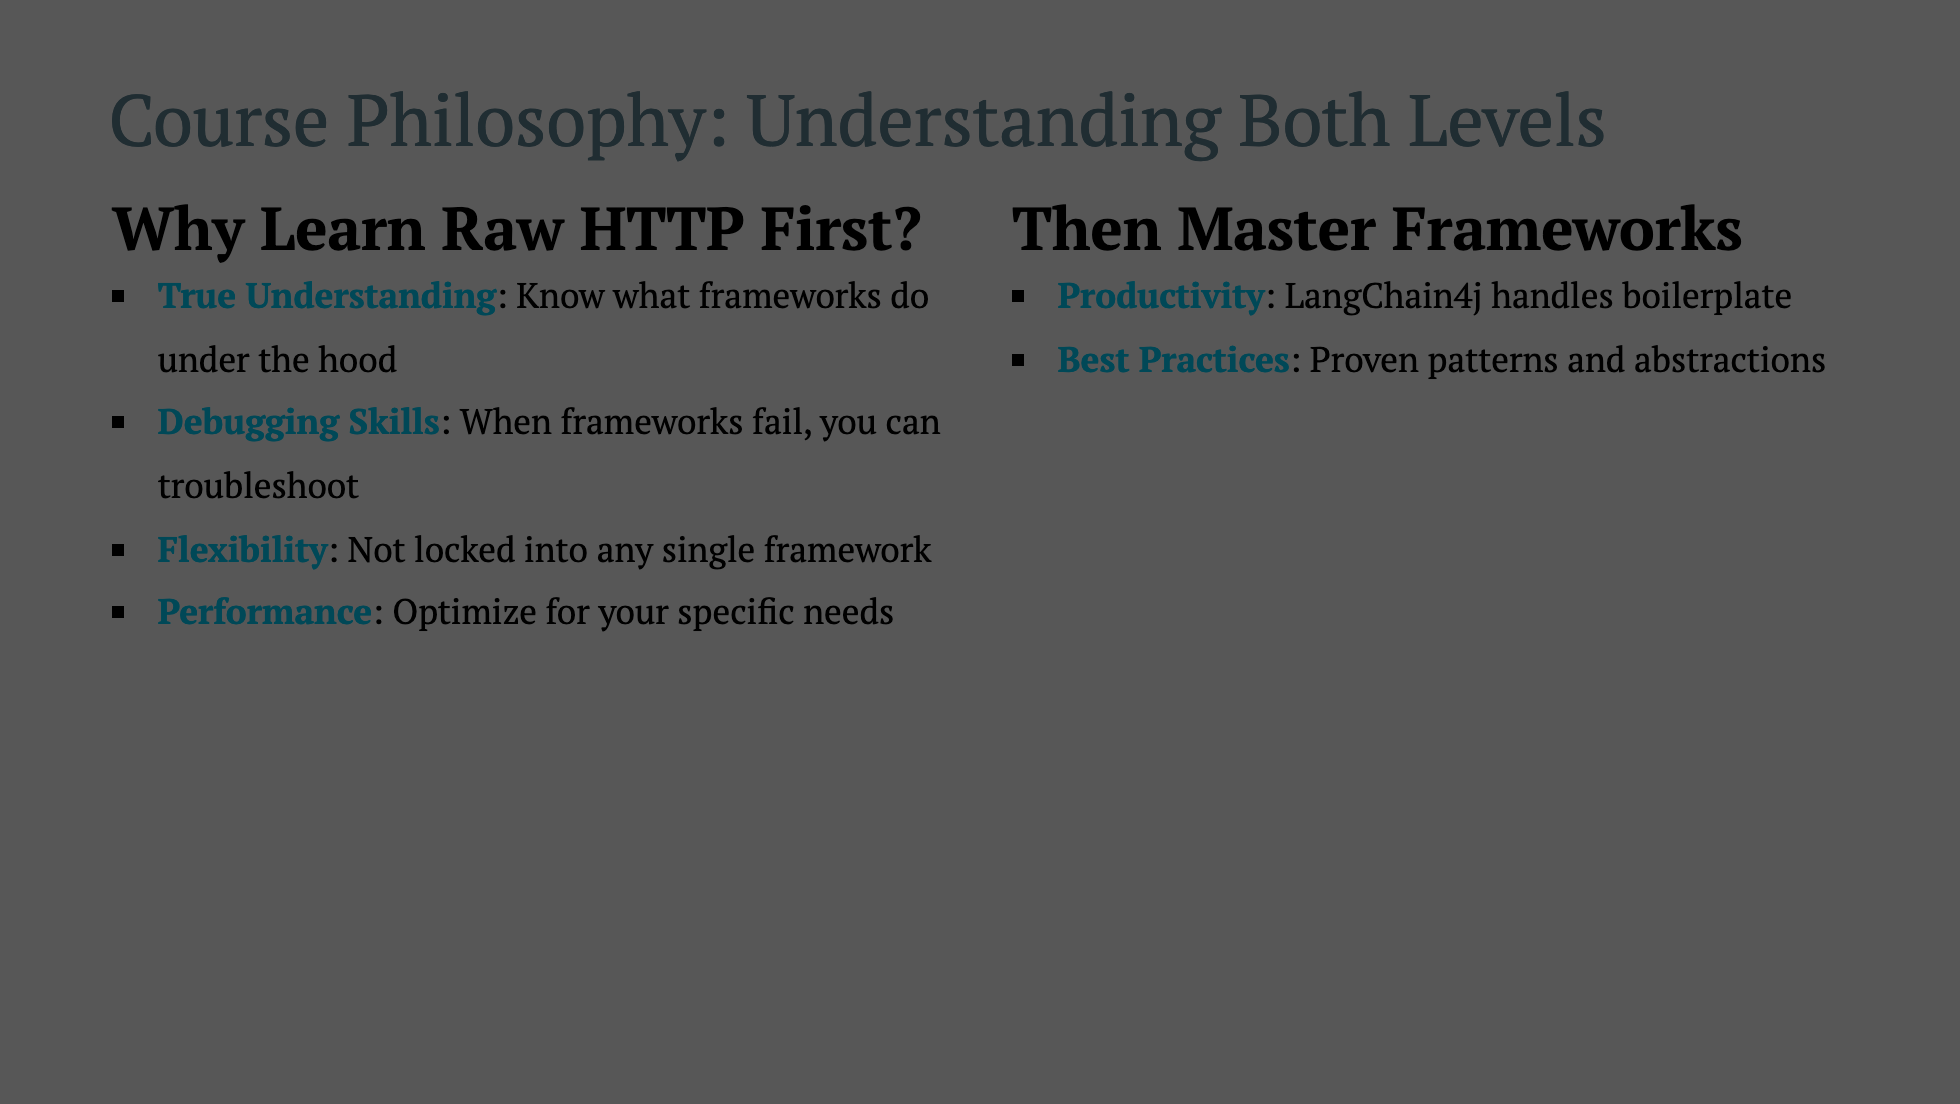 Course Philosophy: Understanding Both Levels
Why Learn Raw HTTP First?
True Understanding: Know what frameworks do
under the hood
Debugging Skills: When frameworks fail, you can
troubleshoot
Flexibility: Not locked into any single framework
Performance: Optimize for your specific needs
Then Master Frameworks
Productivity: LangChain4j handles boilerplate
Best Practices: Proven patterns and abstractions